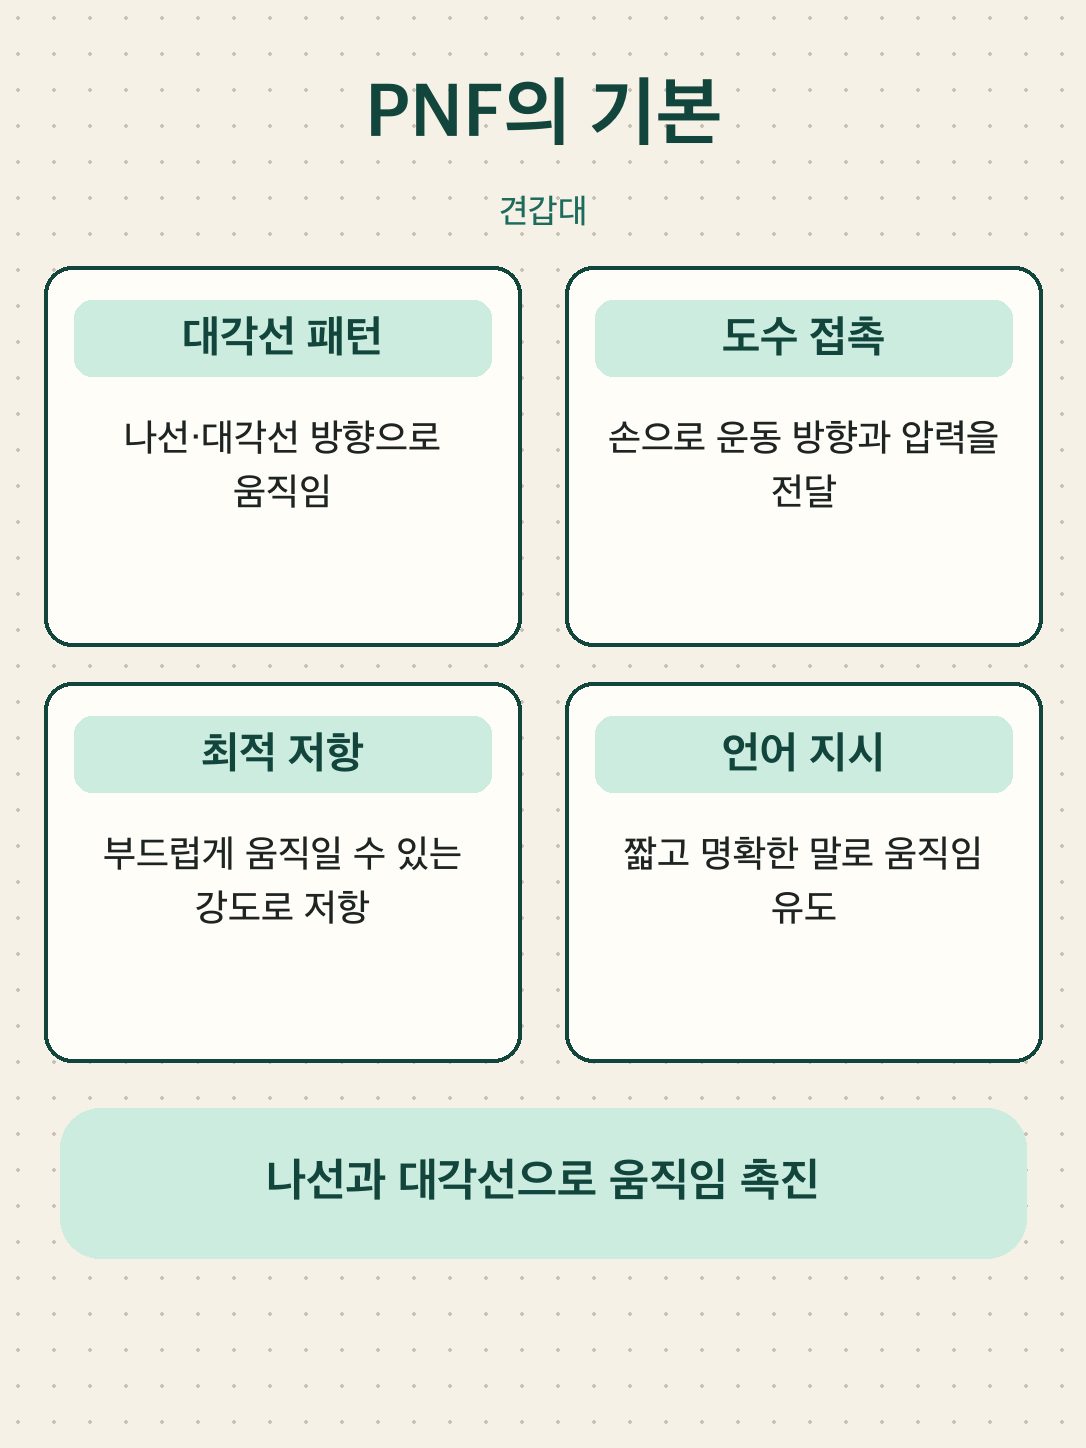 PNF의 기본
견갑대
대각선 패턴
나선·대각선 방향으로
움직임
도수 접촉
손으로 운동 방향과 압력을
전달
최적 저항
부드럽게 움직일 수 있는
강도로 저항
언어 지시
짧고 명확한 말로 움직임
유도
나선과 대각선으로 움직임 촉진